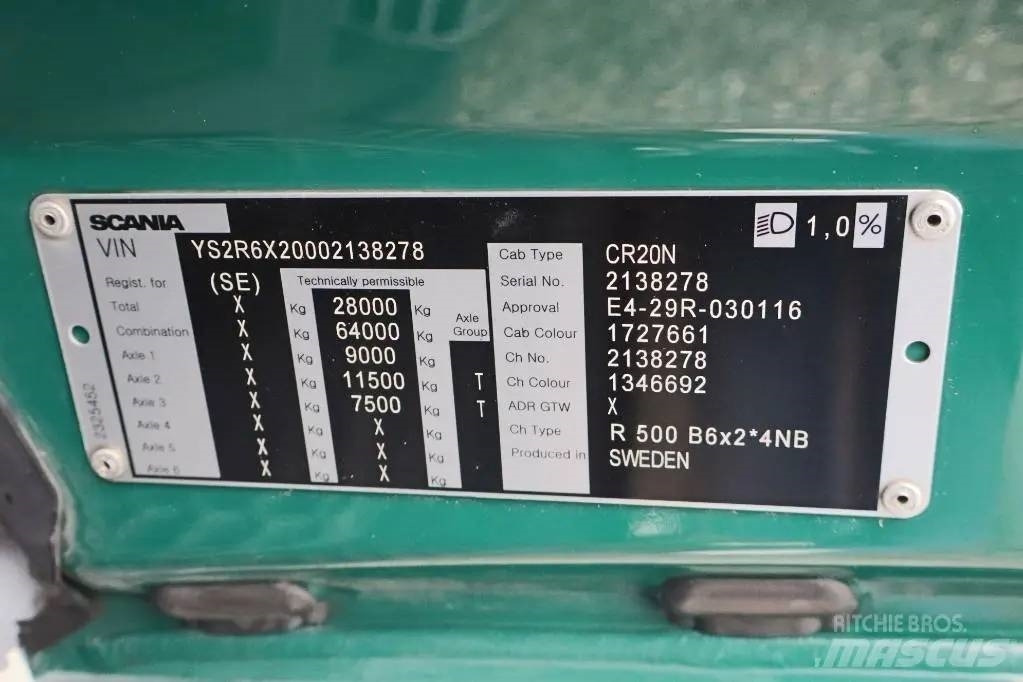 SCANIA
VIN YS2R6X20002138278
Regist. for (SE) Technically permissible
Total X Kg 28000 Kg
Combination X Kg 64000 Kg Axle Group
Axle 1 X Kg 9000 Kg
Axle 2 X Kg 11500 Kg T
Axle 3 X Kg 7500 Kg T
Axle 4 X Kg X Kg
Axle 5 X Kg X Kg
Axle 6 X Kg X Kg
2325452
1,0 %
Cab Type CR20N
Serial No. 2138278
Approval E4-29R-030116
Cab Colour 1727661
Ch No. 2138278
Ch Colour 1346692
ADR GTW X
Ch Type R 500 B6x2*4NB
Produced in SWEDEN
RITCHIE BROS.
MASCUS